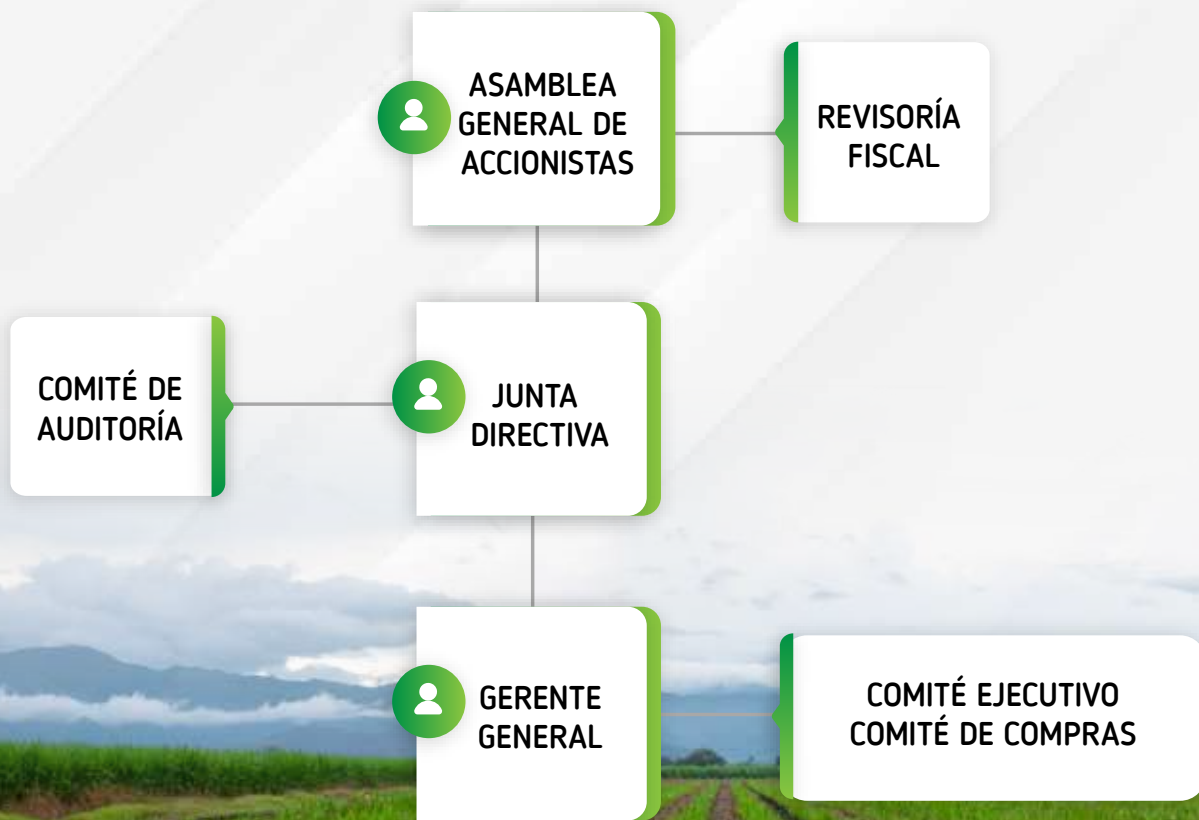 ASAMBLEA
GENERAL DE
ACCIONISTAS
REVISORÍA
FISCAL
COMITÉ DE
AUDITORÍA
JUNTA
DIRECTIVA
GERENTE
GENERAL
COMITÉ EJECUTIVO
COMITÉ DE COMPRAS